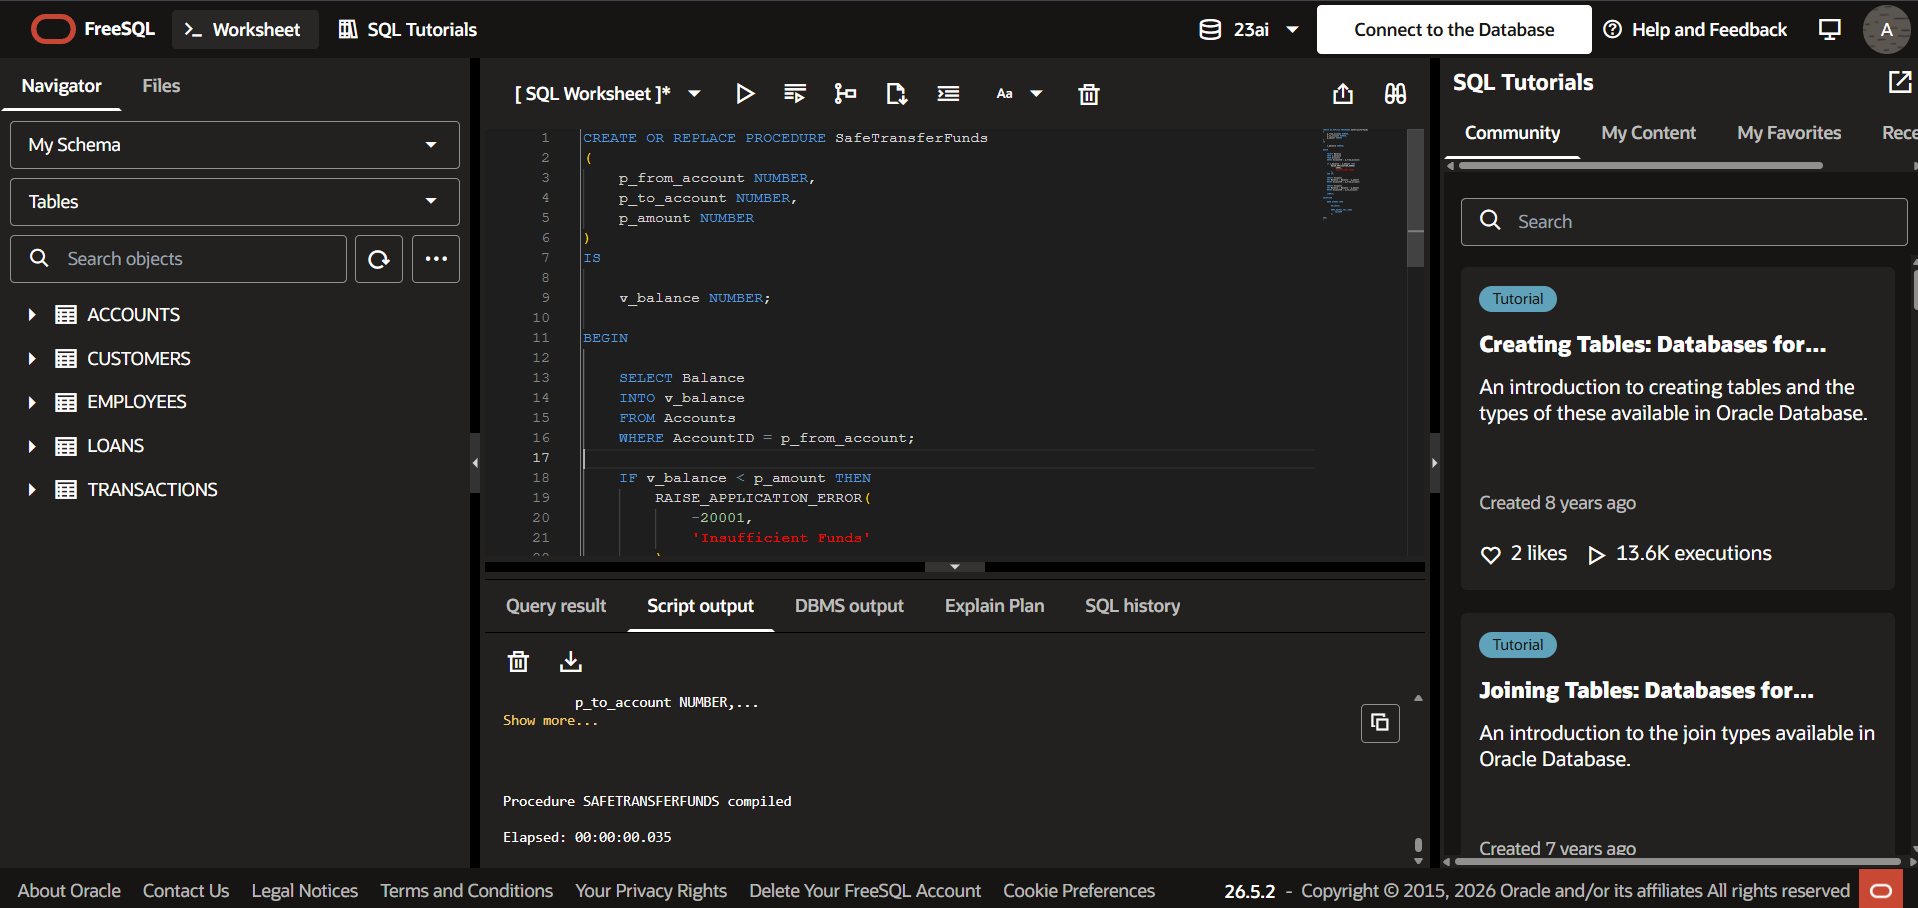 FreeSQL
Worksheet
SQL Tutorials
23ai
Connect to the Database
Help and Feedback
A
Navigator
Files
My Schema
Tables
Search objects
ACCOUNTS
CUSTOMERS
EMPLOYEES
LOANS
TRANSACTIONS
[ SQL Worksheet ]*
Aa
1 CREATE OR REPLACE PROCEDURE SafeTransferFunds
2 (
3 p_from_account NUMBER,
4 p_to_account NUMBER,
5 p_amount NUMBER
6 )
7 IS
8
9 v_balance NUMBER;
10
11 BEGIN
12
13 SELECT Balance
14 INTO v_balance
15 FROM Accounts
16 WHERE AccountID = p_from_account;
17
18 IF v_balance < p_amount THEN
19 RAISE_APPLICATION_ERROR(
20 -20001,
21 'Insufficient Funds'
Query result
Script output
DBMS output
Explain Plan
SQL history
p_to_account NUMBER,...
Show more...
Procedure SAFETRANSFERFUNDS compiled
Elapsed: 00:00:00.035
SQL Tutorials
Community
My Content
My Favorites
Rece
Search
Tutorial
Creating Tables: Databases for...
An introduction to creating tables and the
types of these available in Oracle Database.
Created 8 years ago
2 likes
13.6K executions
Tutorial
Joining Tables: Databases for...
An introduction to the join types available in
Oracle Database.
Created 7 years ago
About Oracle
Contact Us
Legal Notices
Terms and Conditions
Your Privacy Rights
Delete Your FreeSQL Account
Cookie Preferences
26.5.2 - Copyright © 2015, 2026 Oracle and/or its affiliates All rights reserved